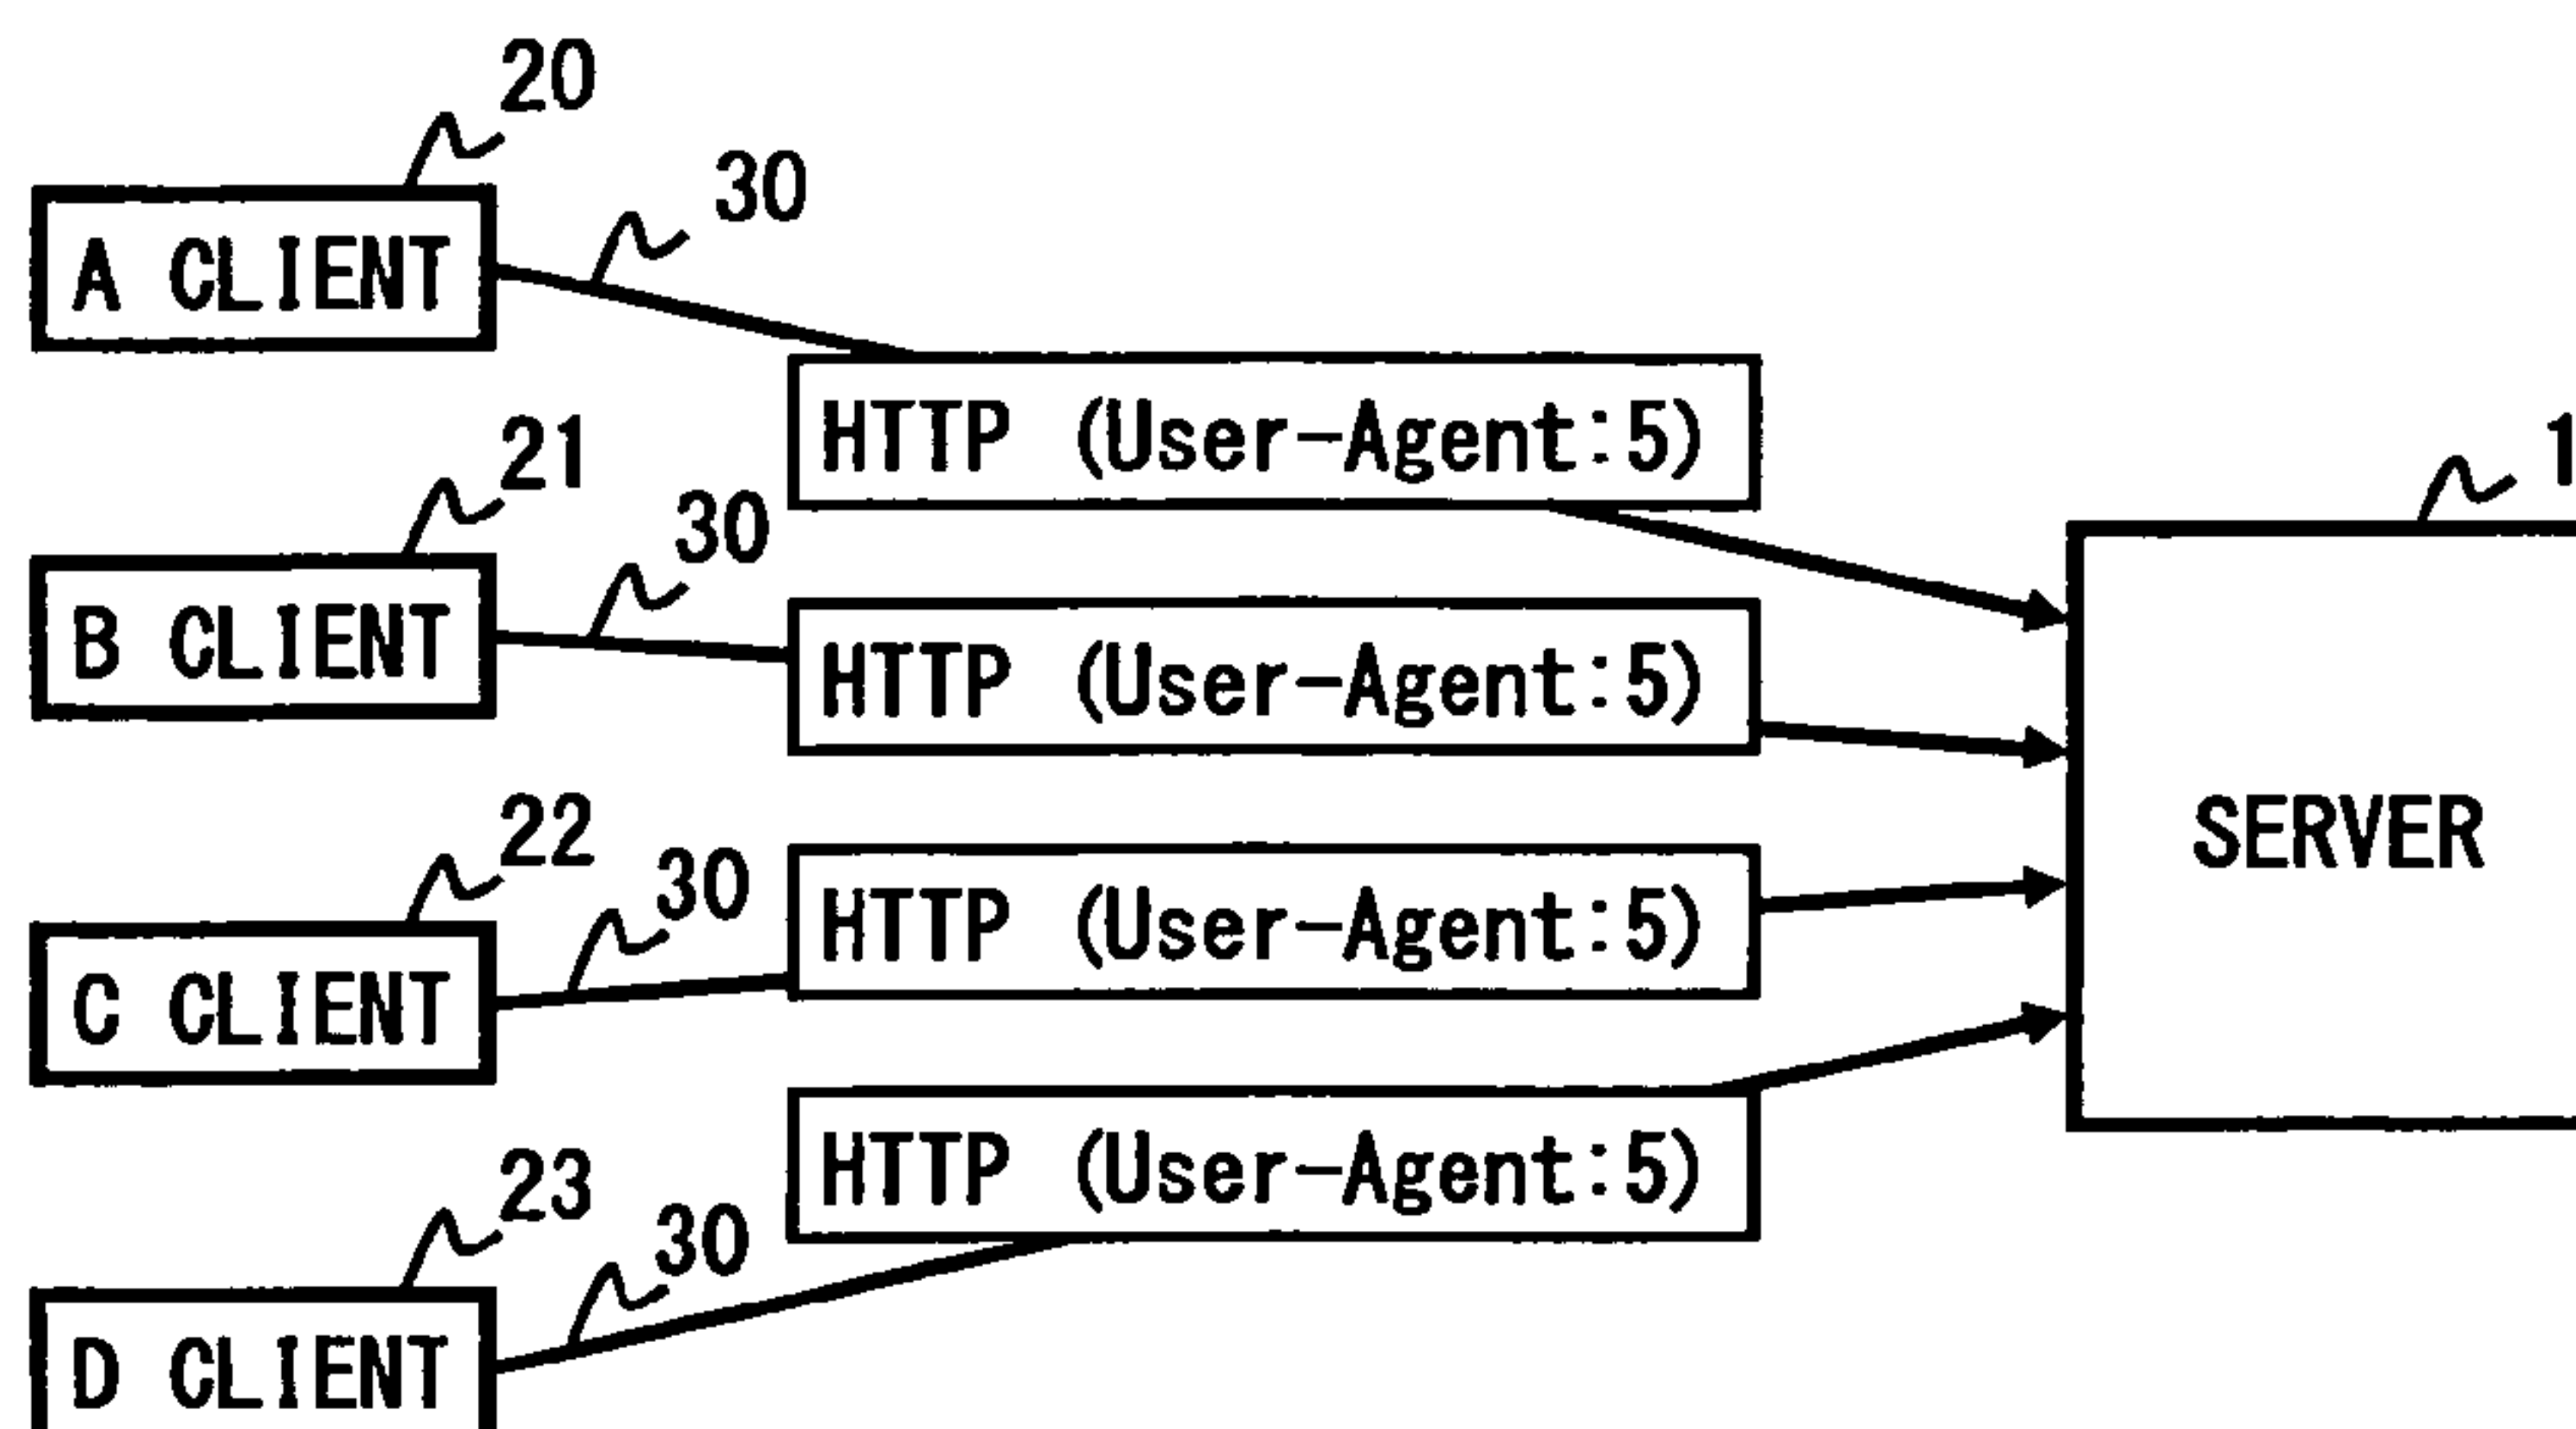 20
30
A CLIENT
HTTP (User-Agent:5)
21
30
1
B CLIENT
HTTP (User-Agent:5)
22
30
SERVER
C CLIENT
HTTP (User-Agent:5)
23
30
HTTP (User-Agent:5)
D CLIENT